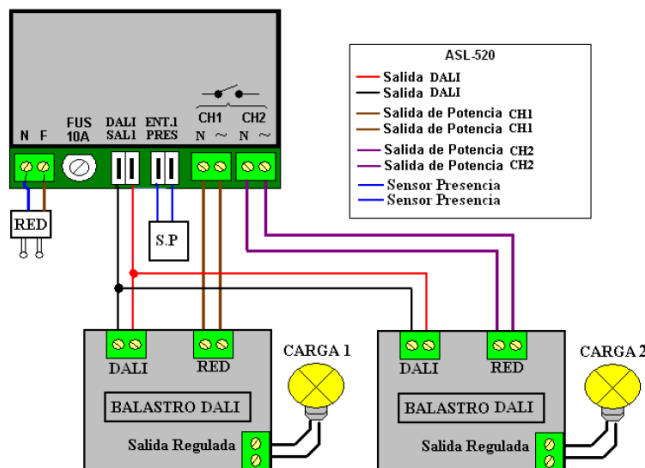 ASL-520
Salida DALI
Salida DALI
Salida de Potencia CH1
Salida de Potencia CH1
Salida de Potencia CH2
Salida de Potencia CH2
Sensor Presencia
Sensor Presencia
FUS DALI ENT.1 CH1 CH2
N F 10A SAL1 PRES N ~ N ~
RED
S.P
DALI RED
BALASTRO DALI
Salida Regulada
CARGA 1
DALI RED
BALASTRO DALI
Salida Regulada
CARGA 2